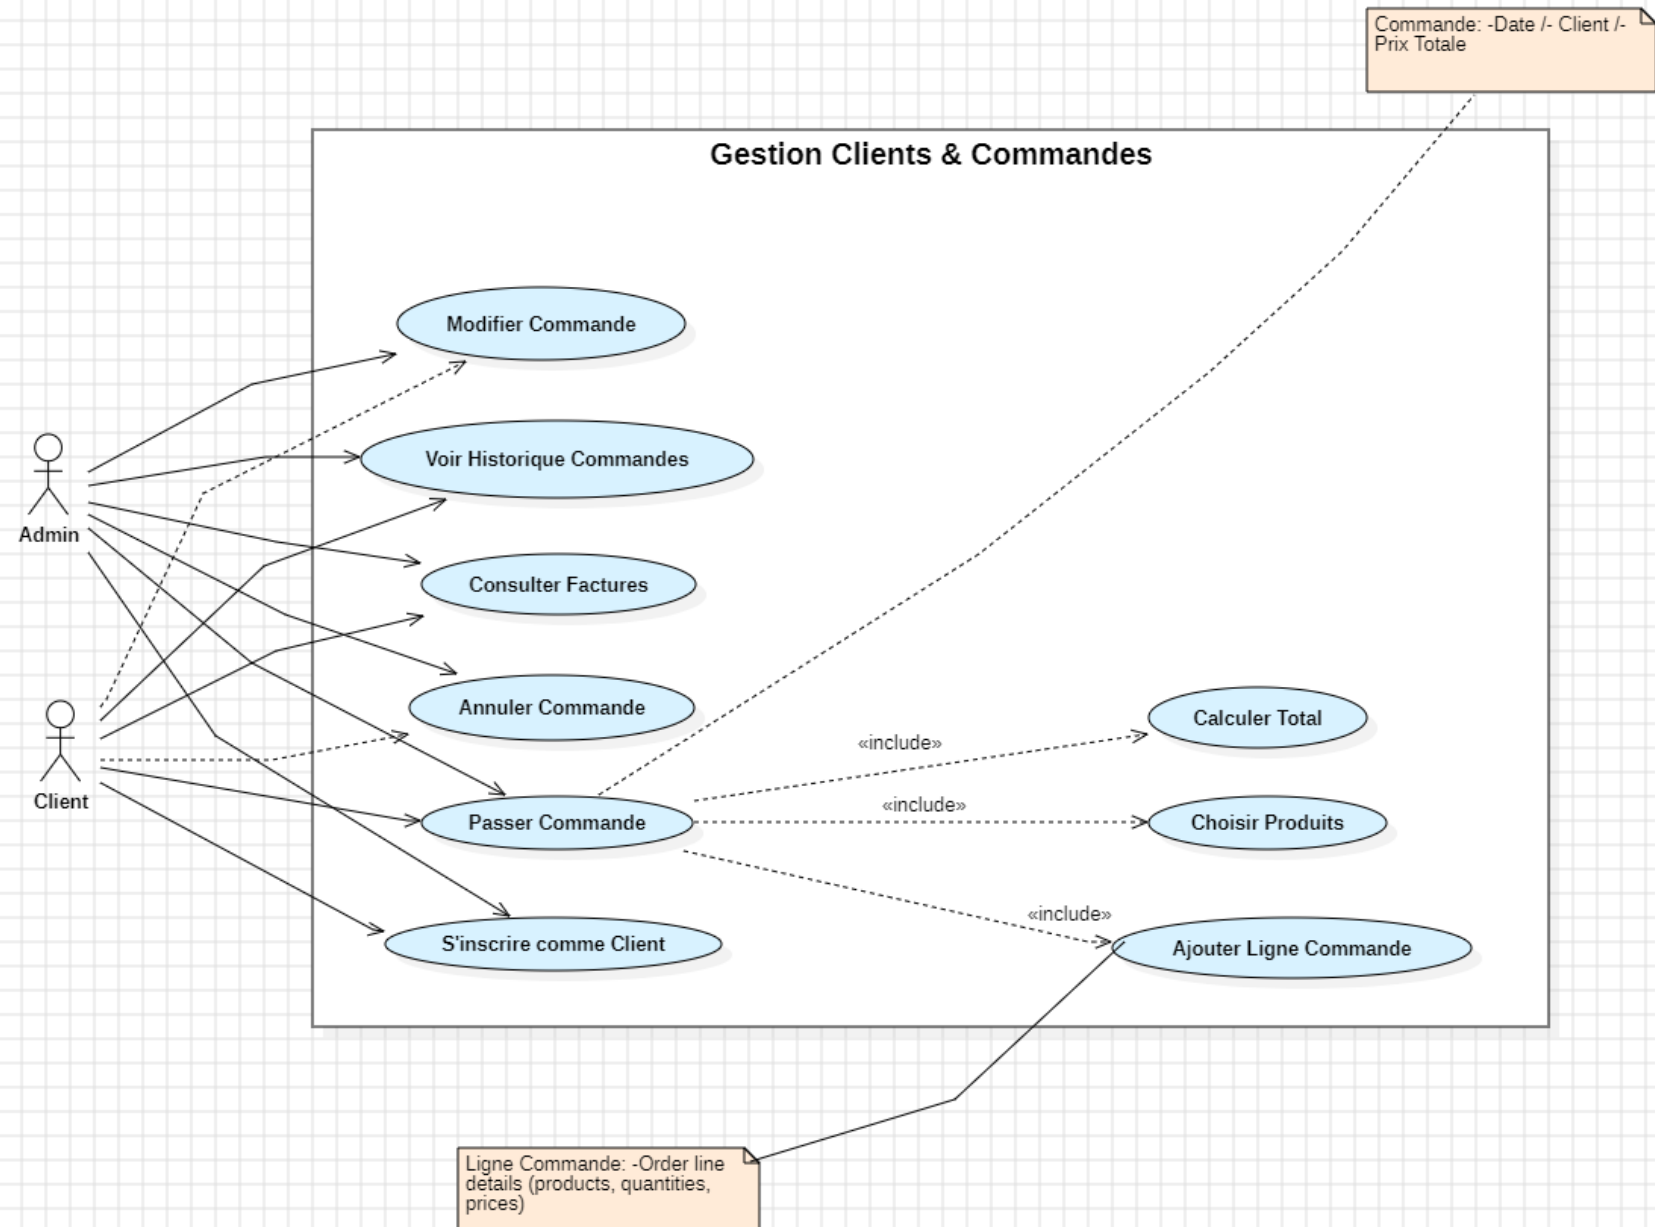 Commande: -Date /- Client /-
Prix Totale
Gestion Clients & Commandes
Modifier Commande
Voir Historique Commandes
Admin
Consulter Factures
Annuler Commande
Calculer Total
«include»
Client
«include»
Passer Commande
Choisir Produits
«include»
S'inscrire comme Client
Ajouter Ligne Commande
Ligne Commande: -Order line
details (products, quantities,
prices)